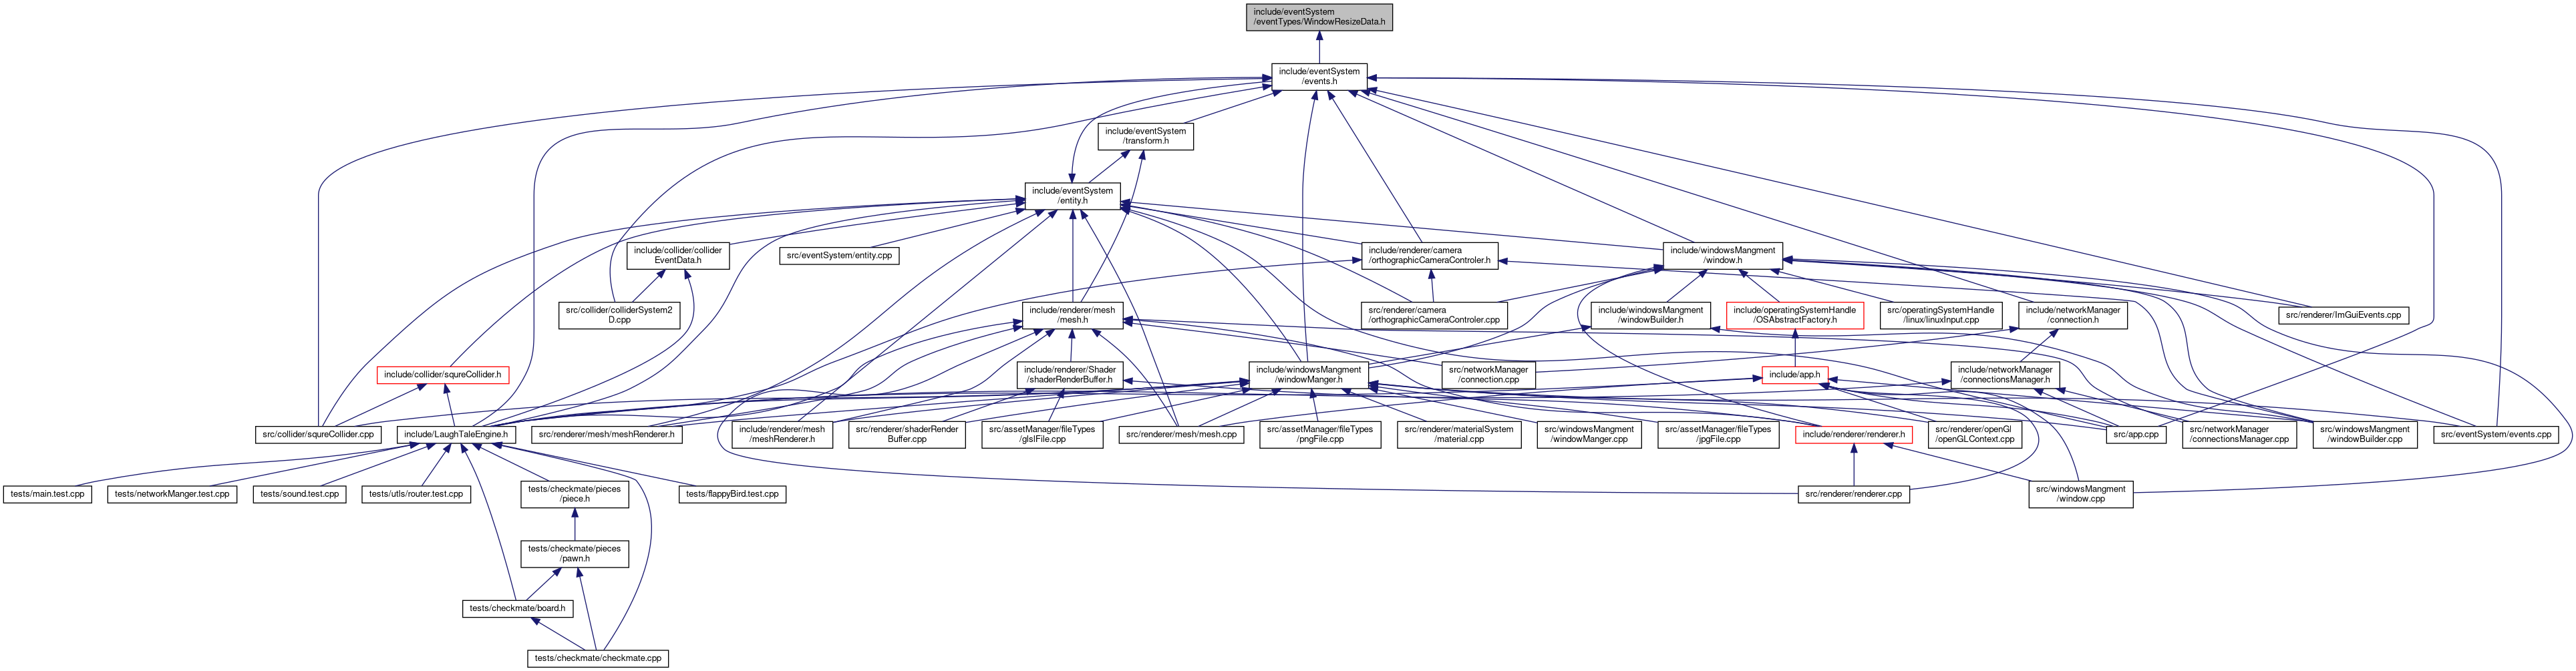 include/eventSystem
/eventTypes/WindowResizeData.h
include/eventSystem
/events.h
include/eventSystem
/transform.h
include/eventSystem
/entity.h
include/collider/collider
EventData.h
src/eventSystem/entity.cpp
include/renderer/camera
/orthographicCameraControler.h
include/windowsMangment
/window.h
src/collider/colliderSystem2
D.cpp
include/renderer/mesh
/mesh.h
src/renderer/camera
/orthographicCameraControler.cpp
include/windowsMangment
/windowBuilder.h
include/operatingSystemHandle
/OSAbstractFactory.h
src/operatingSystemHandle
/linux/linuxInput.cpp
include/networkManager
/connection.h
src/renderer/ImGuiEvents.cpp
include/collider/squreCollider.h
include/renderer/Shader
/shaderRenderBuffer.h
include/windowsMangment
/windowManger.h
src/networkManager
/connection.cpp
include/app.h
include/networkManager
/connectionsManager.h
src/collider/squreCollider.cpp
include/LaughTaleEngine.h
src/renderer/mesh/meshRenderer.h
include/renderer/mesh
/meshRenderer.h
src/renderer/shaderRender
Buffer.cpp
src/assetManager/fileTypes
/glslFile.cpp
src/renderer/mesh/mesh.cpp
src/assetManager/fileTypes
/pngFile.cpp
src/renderer/materialSystem
/material.cpp
src/windowsMangment
/windowManger.cpp
src/assetManager/fileTypes
/jpgFile.cpp
include/renderer/renderer.h
src/renderer/openGl
/openGLContext.cpp
src/app.cpp
src/networkManager
/connectionsManager.cpp
src/windowsMangment
/windowBuilder.cpp
src/eventSystem/events.cpp
tests/main.test.cpp
tests/networkManger.test.cpp
tests/sound.test.cpp
tests/utls/router.test.cpp
tests/checkmate/pieces
/piece.h
tests/flappyBird.test.cpp
src/renderer/renderer.cpp
src/windowsMangment
/window.cpp
tests/checkmate/pieces
/pawn.h
tests/checkmate/board.h
tests/checkmate/checkmate.cpp